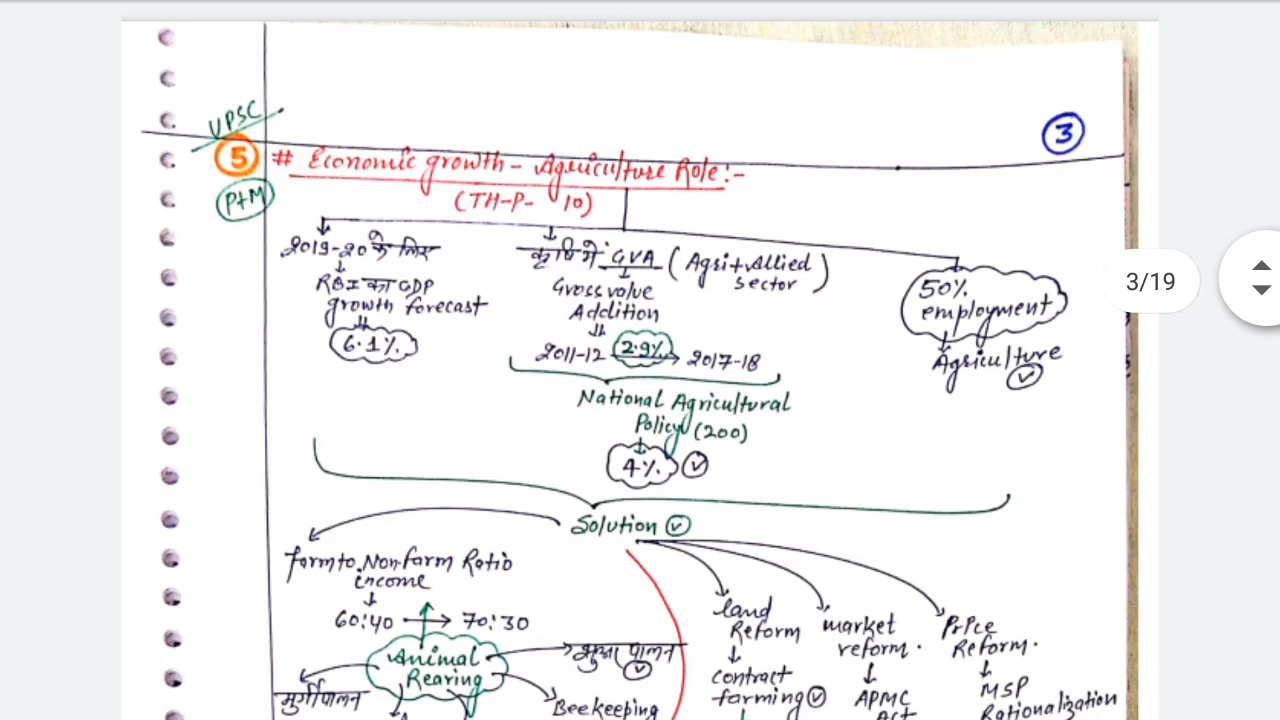 UPSC
3
5
# Economic growth - Agriculture Role:-
P+M
(TH-P- 10)
2019-20 के लिए
RBI का GDP
growth forecast
6.1%
कृषि में GVA (Agri+Allied
sector)
Gross value
Addition
2011-12 2.9% 2017-18
National Agricultural
Policy (200)
4%
50%
employment
Agriculture
3/19
Solution
farm to Non farm Ratio
income
60:40 70:30
Animal
Rearing
पालन
मुर्गीपालन
Beekeeping
land
Reform
contract
farming
market
reform.
APMC
Act
Price
Reform.
MSP
Rationalization